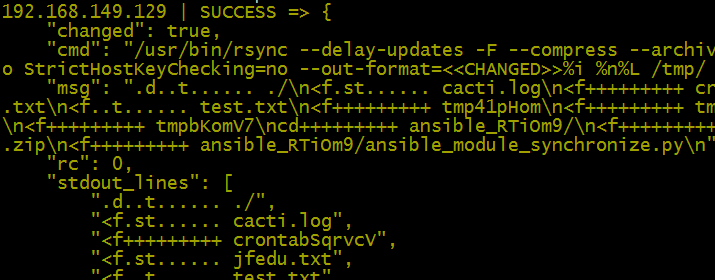 192.168.149.129 | SUCCESS => {
"changed": true,
"cmd": "/usr/bin/rsync --delay-updates -F --compress --archiv
o StrictHostKeyChecking=no --out-format=<<CHANGED>>%i %n%L /tmp/
"msg": ".d..t...... ./\n<f.st...... cacti.log\n<f+++++++++ cr
.txt\n<f..t...... test.txt\n<f+++++++++ tmp41pHom\n<f+++++++++ tm
\n<f+++++++++ tmpbKomV7\ncd+++++++++ ansible_RTiOm9/\n<f+++++++++
.zip\n<f+++++++++ ansible_RTiOm9/ansible_module_synchronize.py\n"
"rc": 0,
"stdout_lines": [
".d..t...... ./",
"<f.st...... cacti.log",
"<f+++++++++ crontabSqrvcV",
"<f.st...... jfedu.txt",
"<f..t...... test.txt"